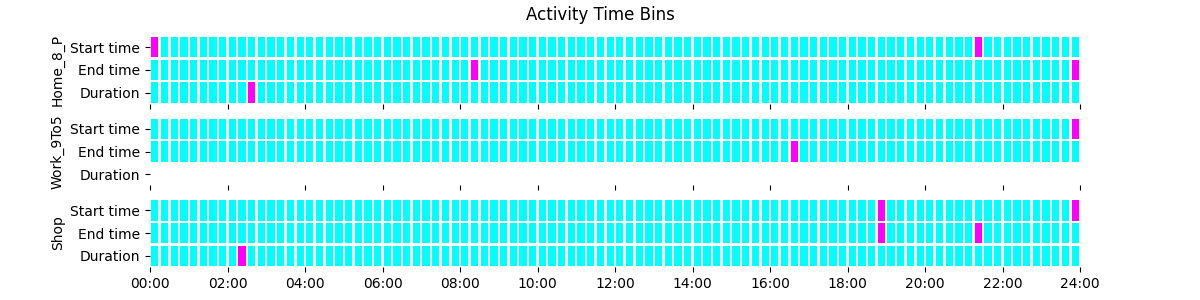 Activity Time Bins
Home_8_P
Start time
End time
Duration
Work_9To5
Start time
End time
Duration
Shop
Start time
End time
Duration
00:00 02:00 04:00 06:00 08:00 10:00 12:00 14:00 16:00 18:00 20:00 22:00 24:00